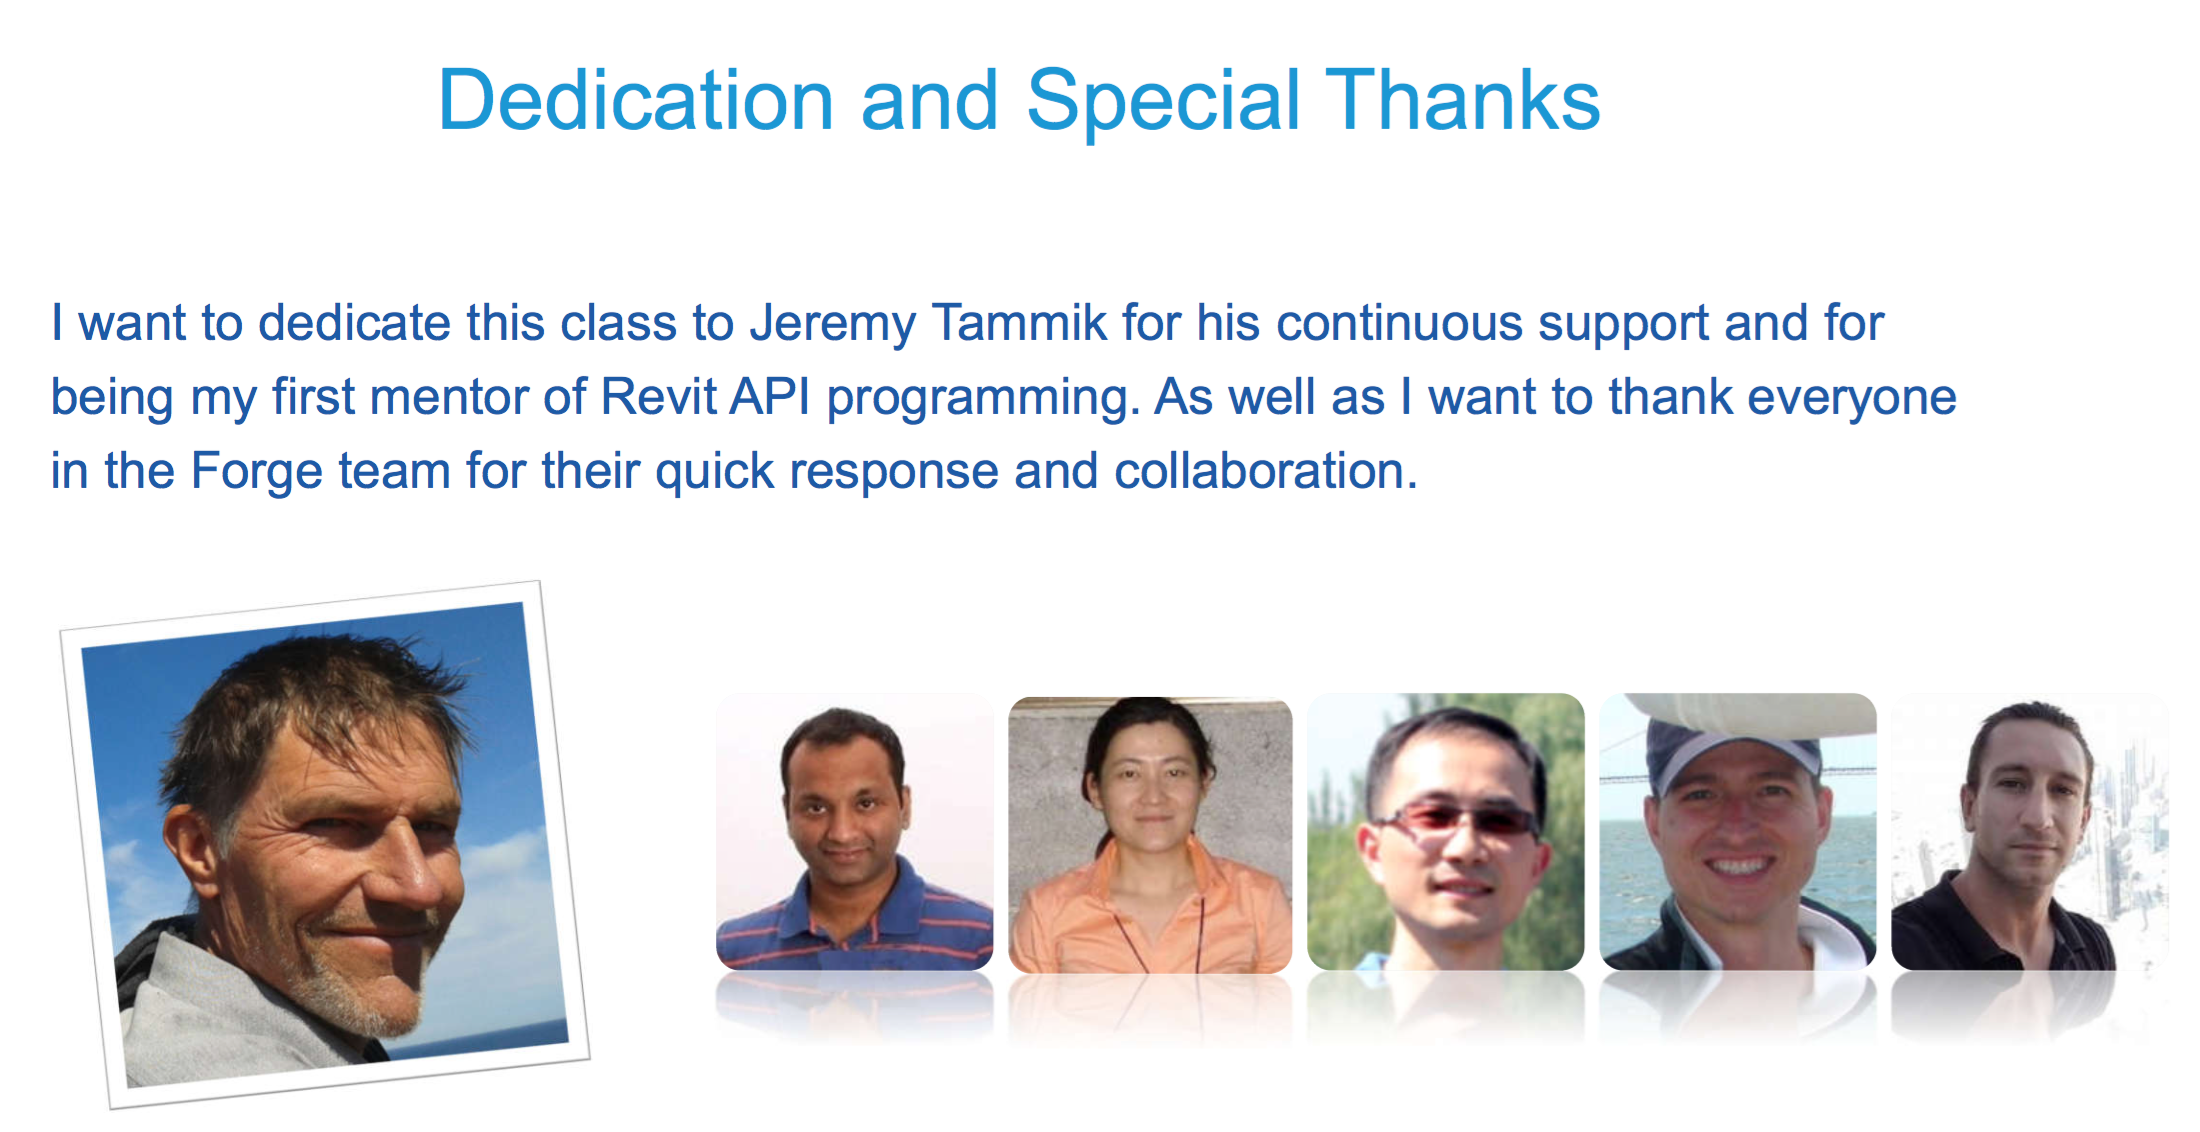 Dedication and Special Thanks
I want to dedicate this class to Jeremy Tammik for his continuous support and for
being my first mentor of Revit API programming. As well as I want to thank everyone
in the Forge team for their quick response and collaboration.